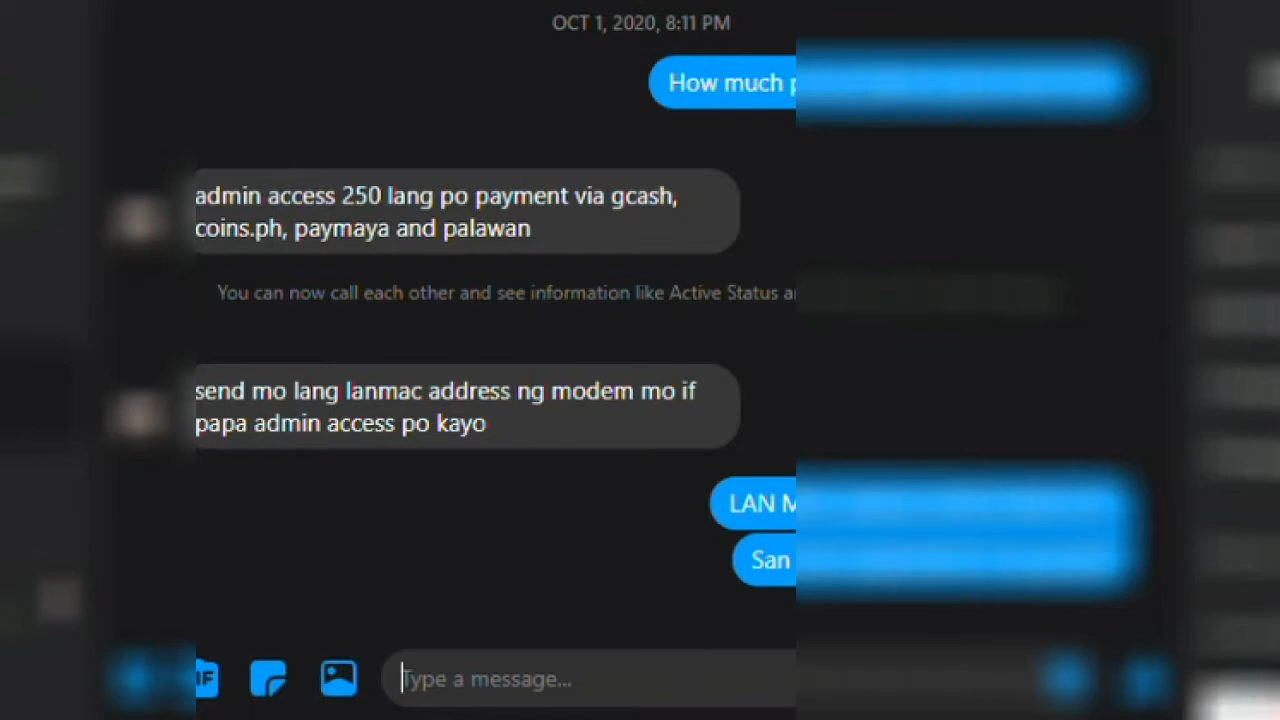 OCT 1, 2020, 8:11 PM
How much
admin access 250 lang po payment via gcash,
coins.ph, paymaya and palawan
You can now call each other and see information like Active Status
send mo lang lanmac address ng modem mo if
papa admin access po kayo
LAN
San
Type a message...